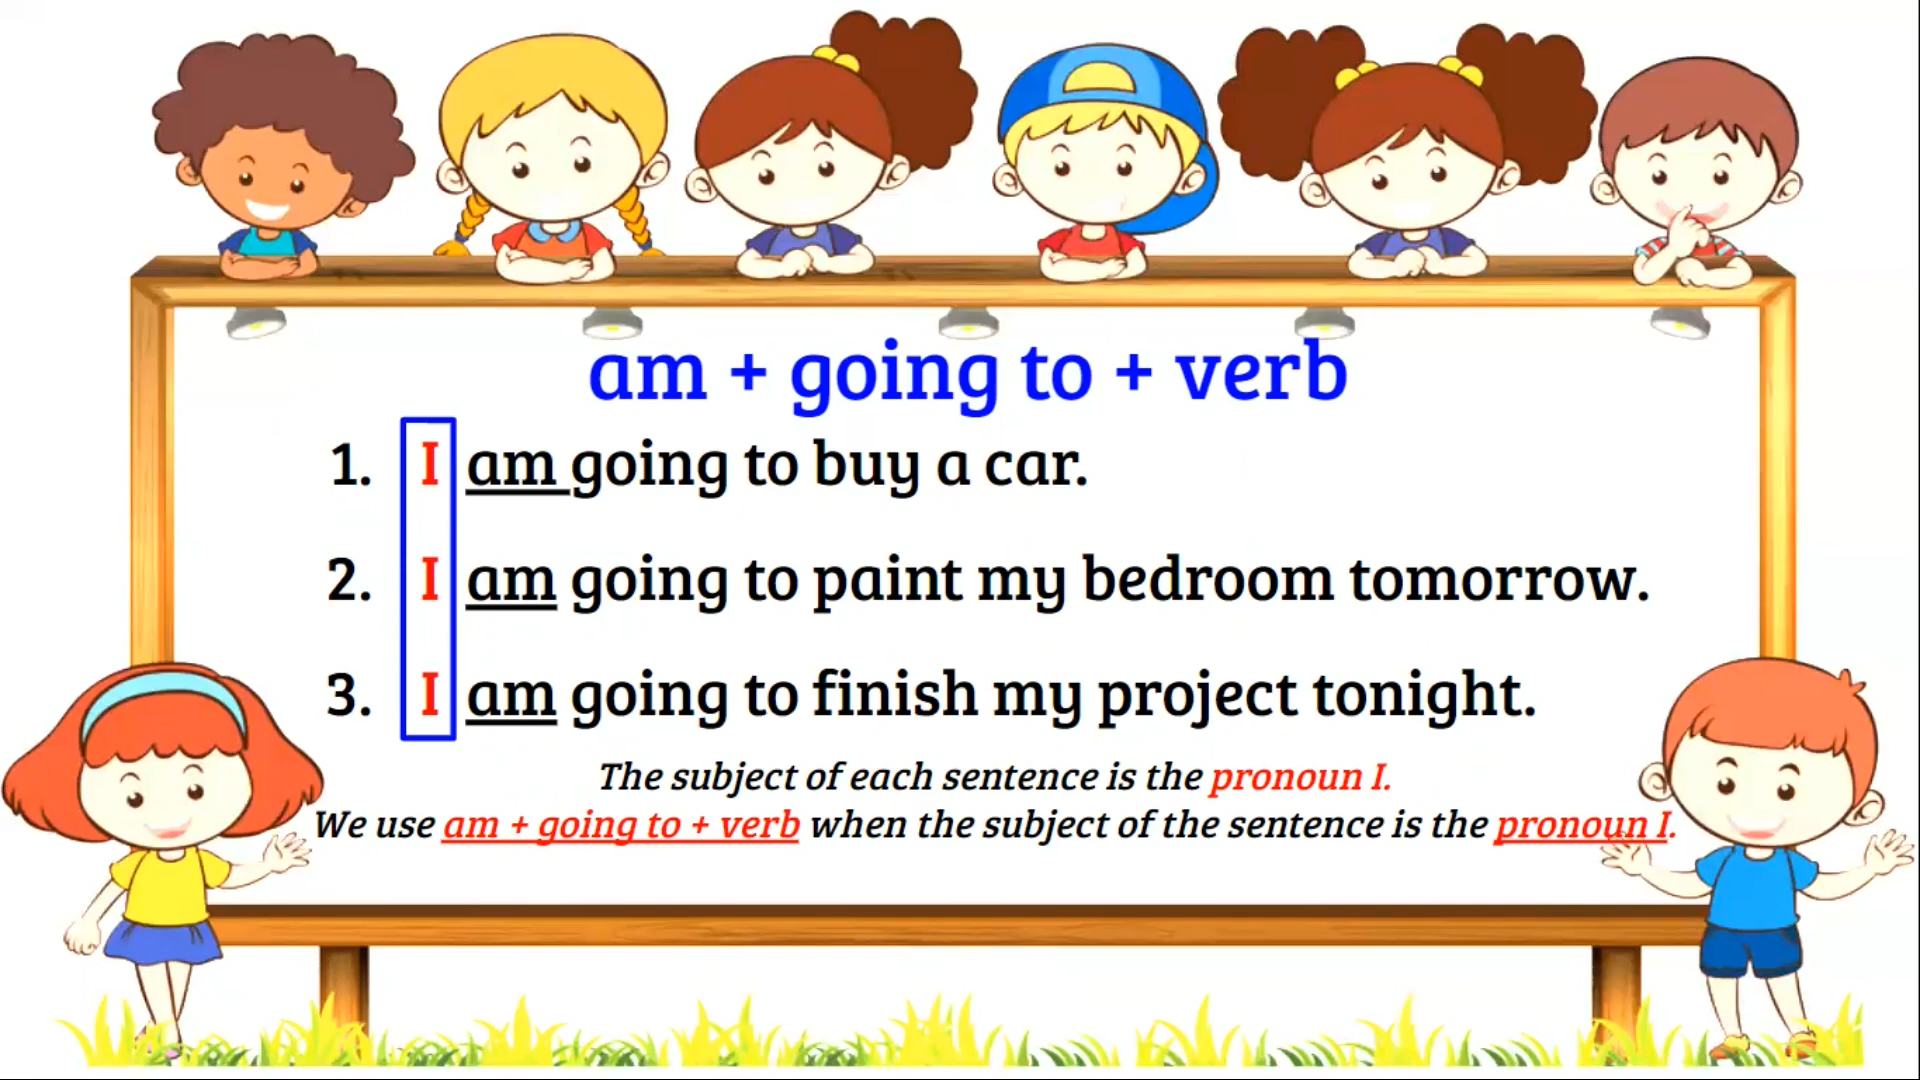 am + going to + verb
1. I am going to buy a car.
2. I am going to paint my bedroom tomorrow.
3. I am going to finish my project tonight.
The subject of each sentence is the pronoun I.
We use am + going to + verb when the subject of the sentence is the pronoun I.